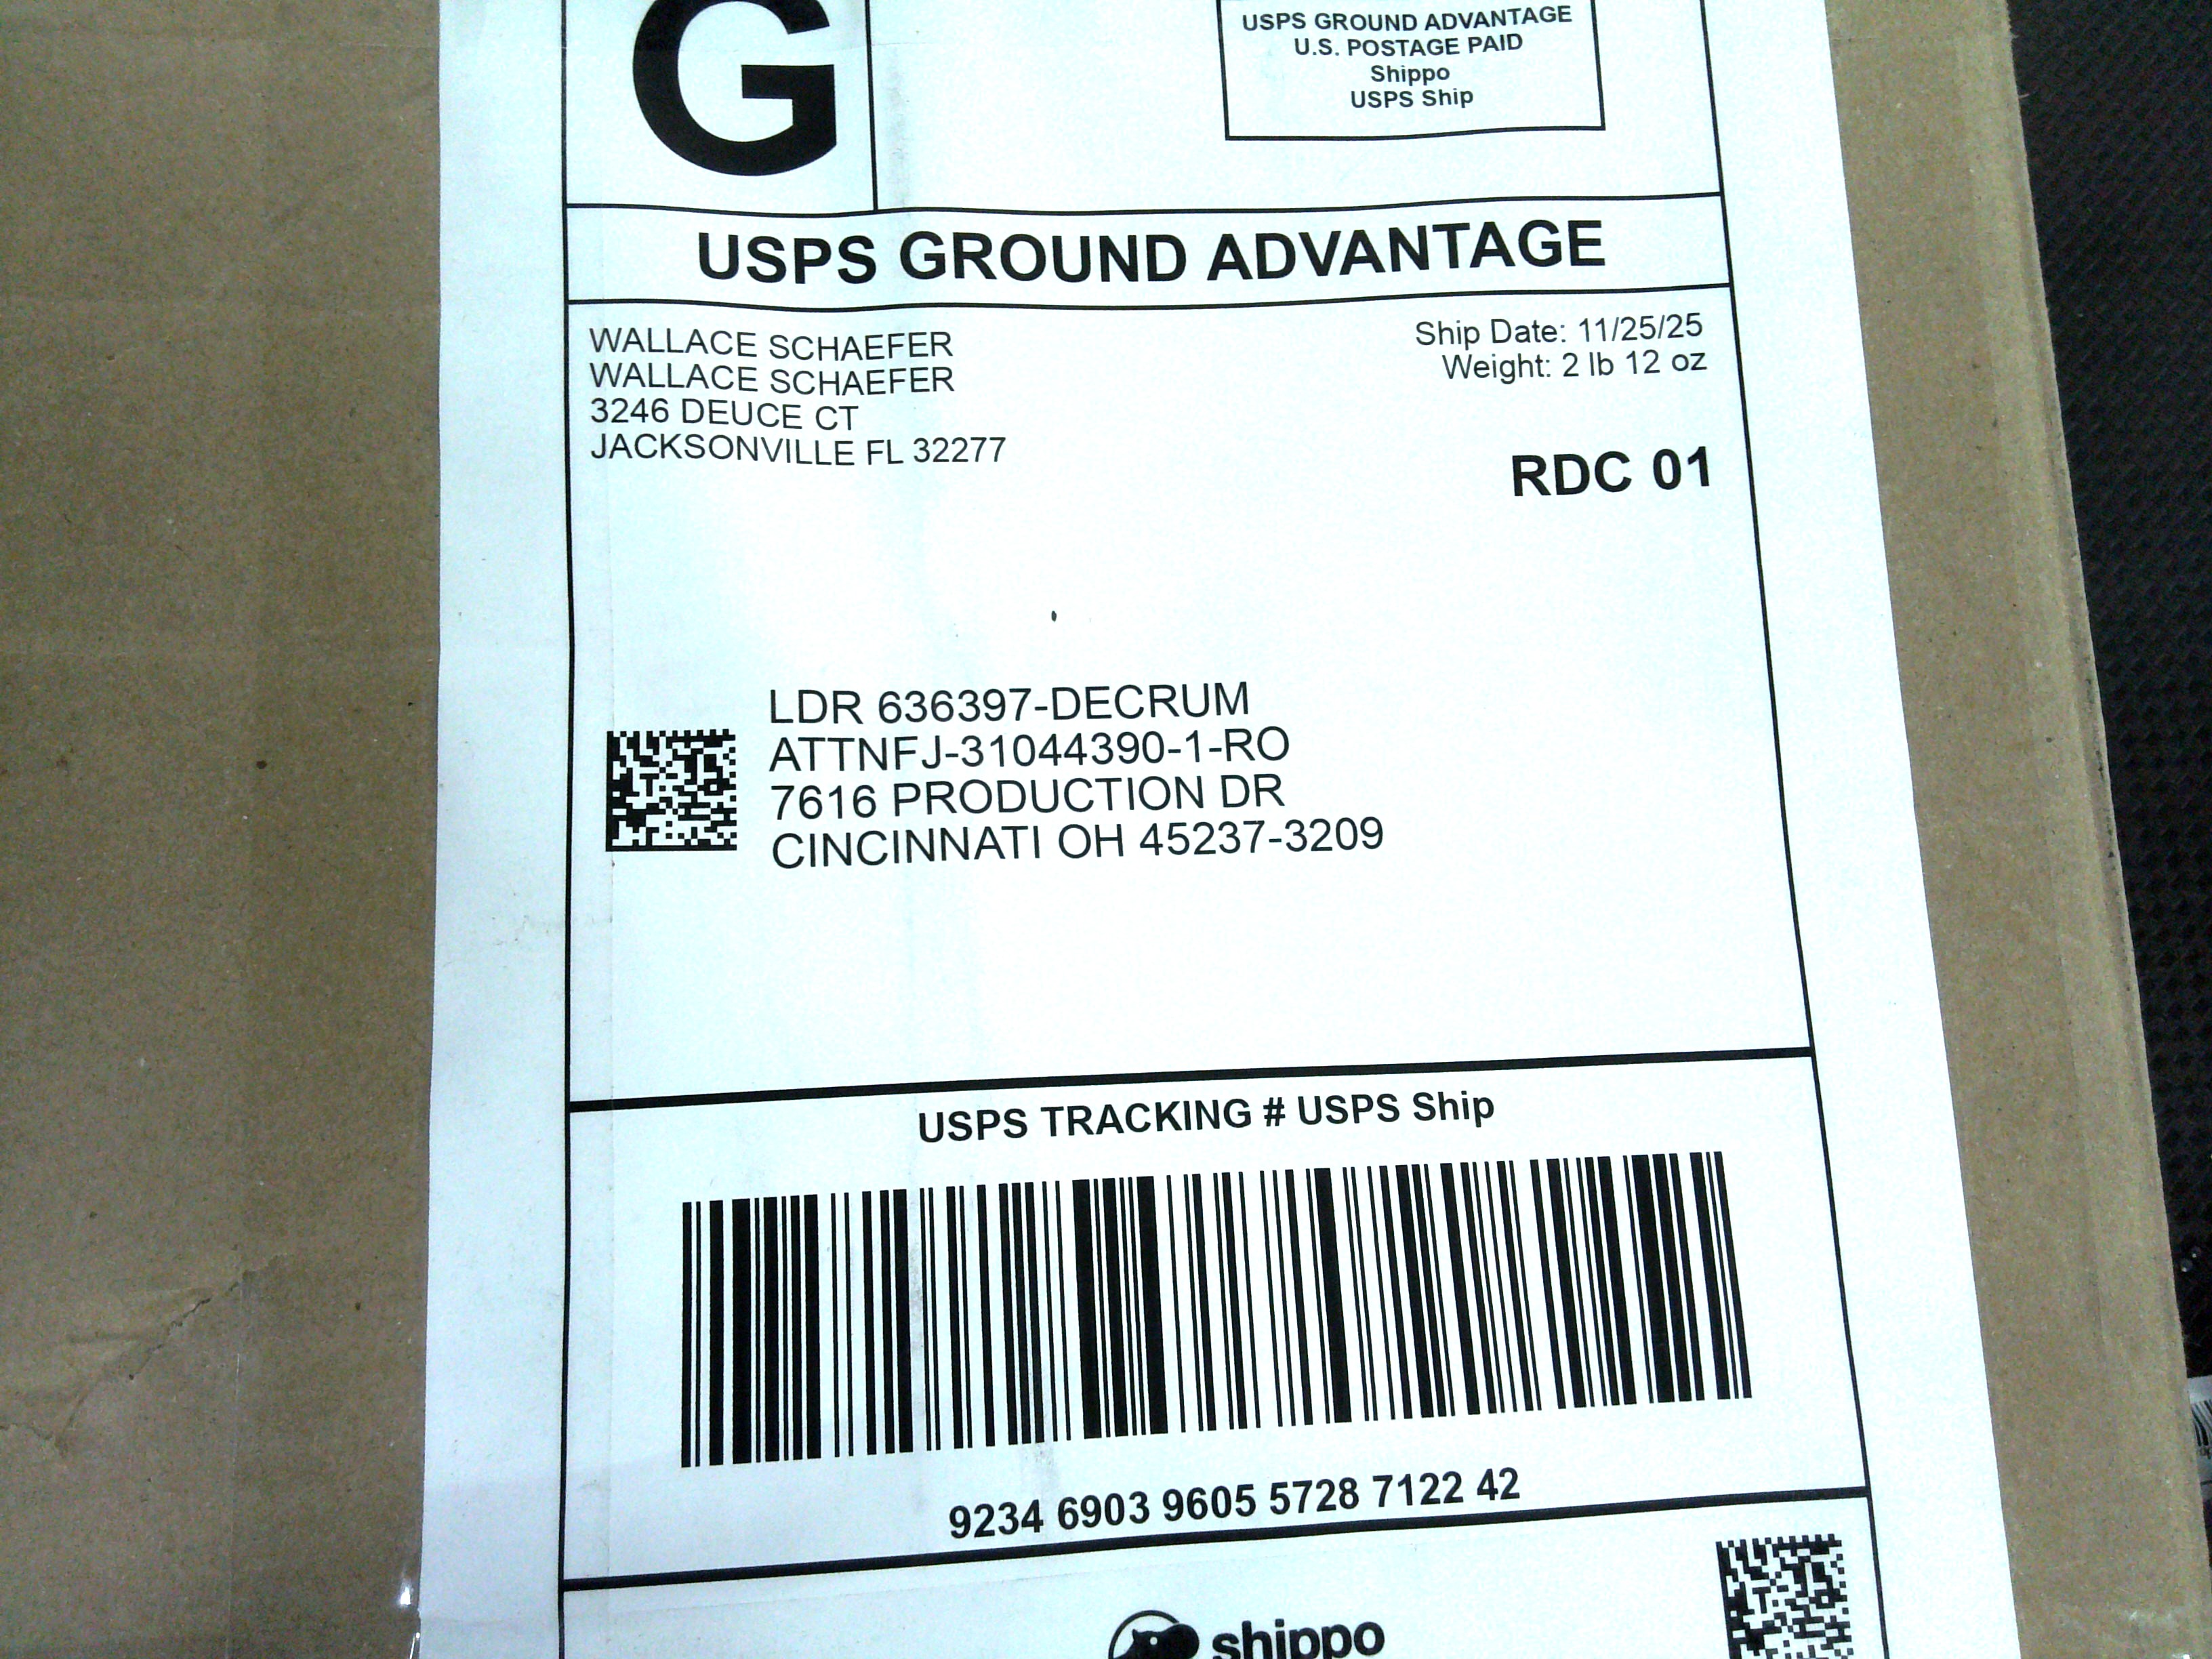 G
USPS GROUND ADVANTAGE
U.S. POSTAGE PAID
Shippo
USPS Ship
USPS GROUND ADVANTAGE
WALLACE SCHAEFER
WALLACE SCHAEFER
3246 DEUCE CT
JACKSONVILLE FL 32277
Ship Date: 11/25/25
Weight: 2 lb 12 oz
RDC 01
LDR 636397-DECRUM
ATTNFJ-31044390-1-RO
7616 PRODUCTION DR
CINCINNATI OH 45237-3209
USPS TRACKING # USPS Ship
9234 6903 9605 5728 7122 42
shippo